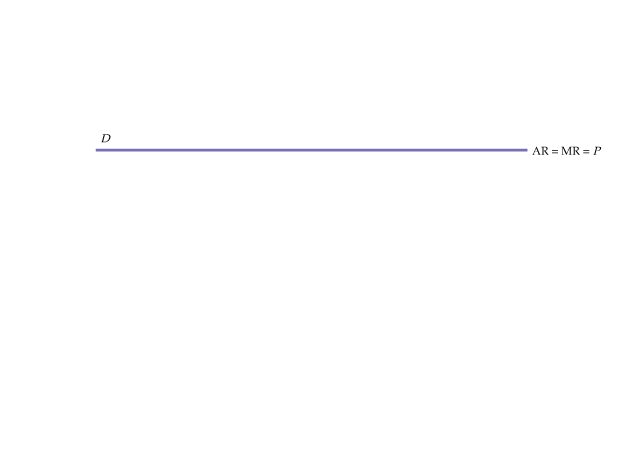 D
AR = MR = P